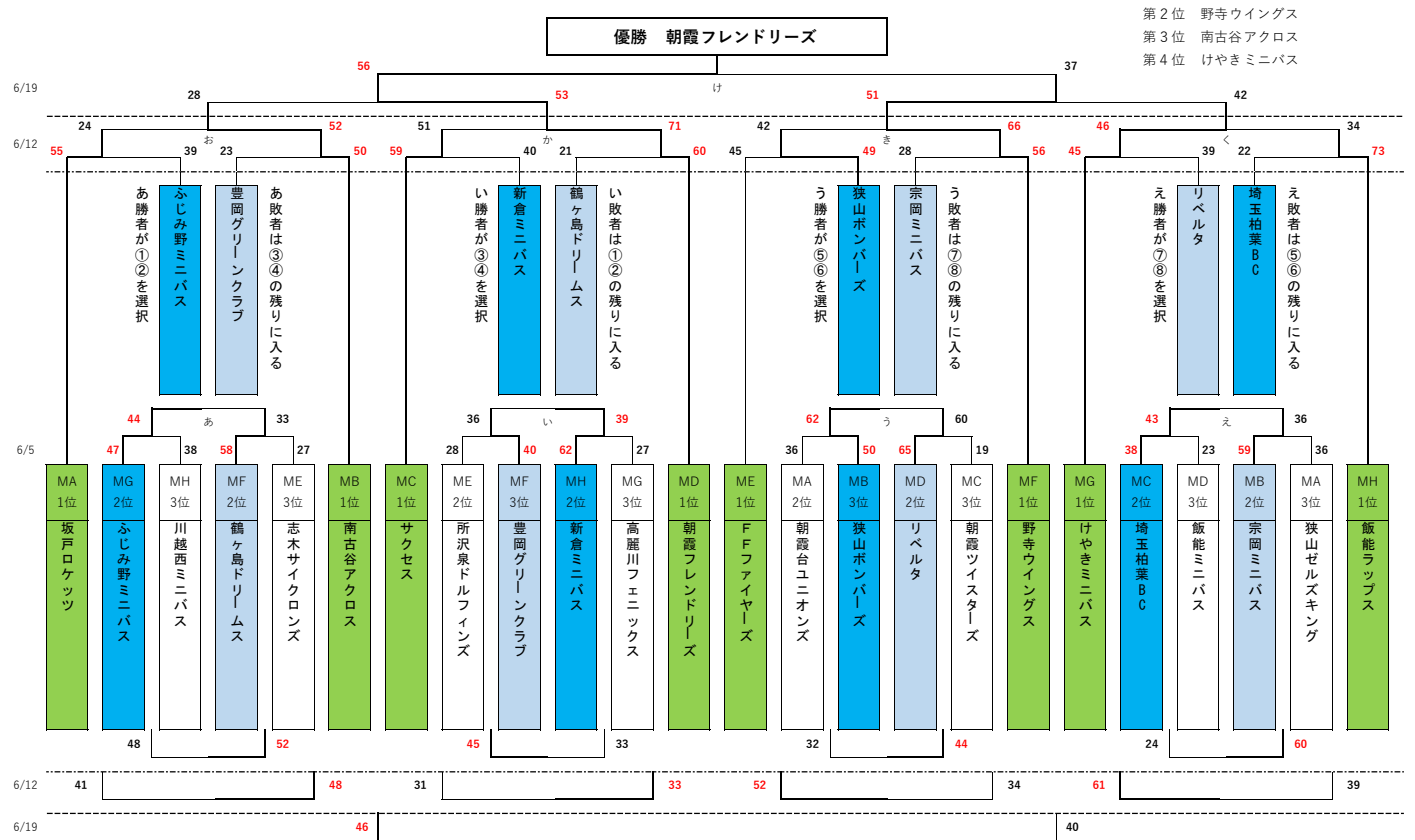 第２位　野寺ウイングス
優勝　朝霞フレンドリーズ
第３位　南古谷アクロス
第４位　けやきミニバス
56 37
6/19 け
28 53 51 42
24 52 51 71 42 66 46 34
6/12 お か き く
55 39 23 50 59 40 21 60 45 49 28 56 45 39 22 73
あ勝者が①②を選択
ふじみ野ミニバス
豊岡グリーンクラブ
あ敗者は③④の残りに入る
い勝者が③④を選択
新倉ミニバス
鶴ヶ島ドリームス
い敗者は①②の残りに入る
う勝者が⑤⑥を選択
狭山ボンバーズ
宗岡ミニバス
う敗者は⑦⑧の残りに入る
え勝者が⑦⑧を選択
リベルタ
埼玉柏葉BC
え敗者は⑤⑥の残りに入る
44 あ 33 36 い 39 62 う 60 43 え 36
6/5 47 38 58 27 28 40 62 27 36 50 65 19 38 23 59 36
MA MG MH MF ME MB MC ME MF MH MG MD ME MA MB MD MC MF MG MC MD MB MA MH
1位 2位 3位 2位 3位 1位 1位 2位 3位 2位 3位 1位 1位 2位 3位 2位 3位 1位 1位 2位 3位 2位 3位 1位
坂戸ロケッツ
ふじみ野ミニバス
川越西ミニバス
鶴ヶ島ドリームス
志木サイクロンズ
南古谷アクロス
サクセス
所沢泉ドルフィンズ
豊岡グリーンクラブ
新倉ミニバス
高麗川フェニックス
朝霞フレンドリーズ
ＦＦファイヤーズ
朝霞台ユニオンズ
狭山ボンバーズ
リベルタ
朝霞ツイスターズ
野寺ウイングス
けやきミニバス
埼玉柏葉BC
飯能ミニバス
宗岡ミニバス
狭山ゼルズキング
飯能ラップス
48 52 45 33 32 44 24 60
6/12 41 48 31 33 52 34 61 39
6/19 46 40